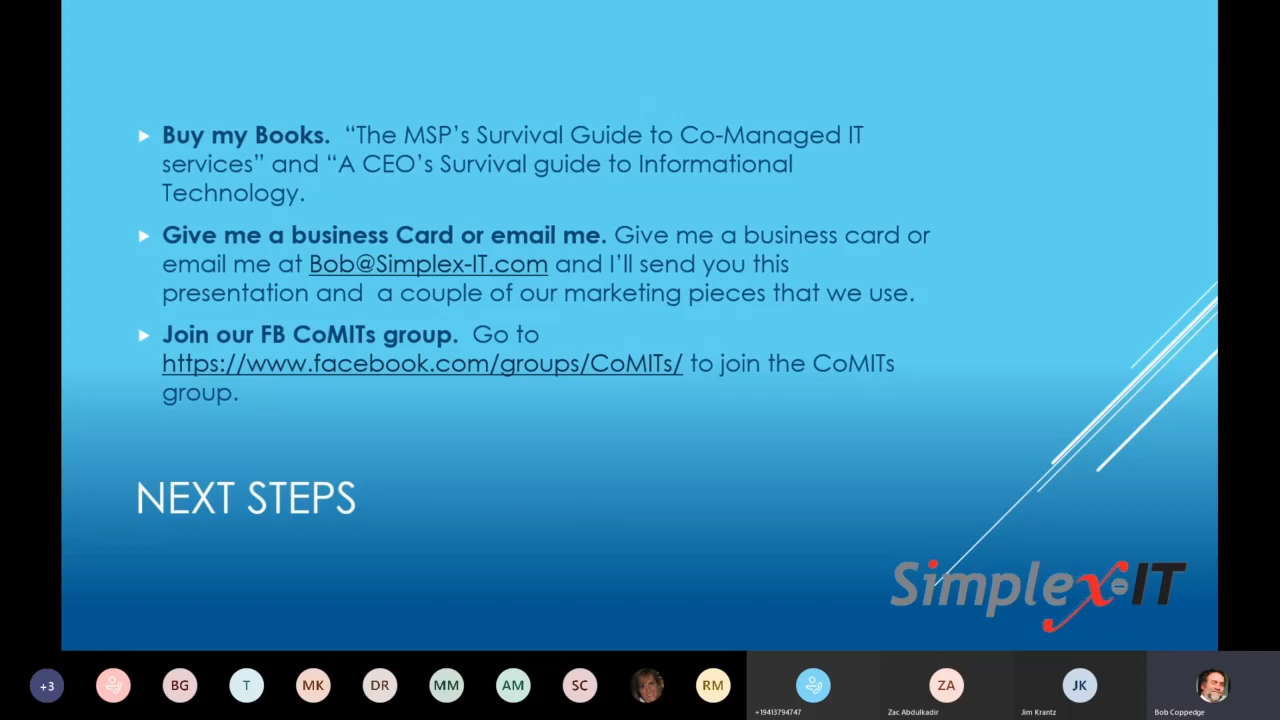 Buy my Books.  “The MSP’s Survival Guide to Co-Managed IT
services” and “A CEO’s Survival guide to Informational
Technology.
Give me a business Card or email me. Give me a business card or
email me at Bob@Simplex-IT.com and I’ll send you this
presentation and  a couple of our marketing pieces that we use.
Join our FB CoMITs group.  Go to
https://www.facebook.com/groups/CoMITs/ to join the CoMITs
group.
NEXT STEPS
Simplex-IT
+3
BG
T
MK
DR
MM
AM
SC
RM
ZA
JK
+19413794747
Zac Abdulkadir
Jim Krantz
Bob Coppedge